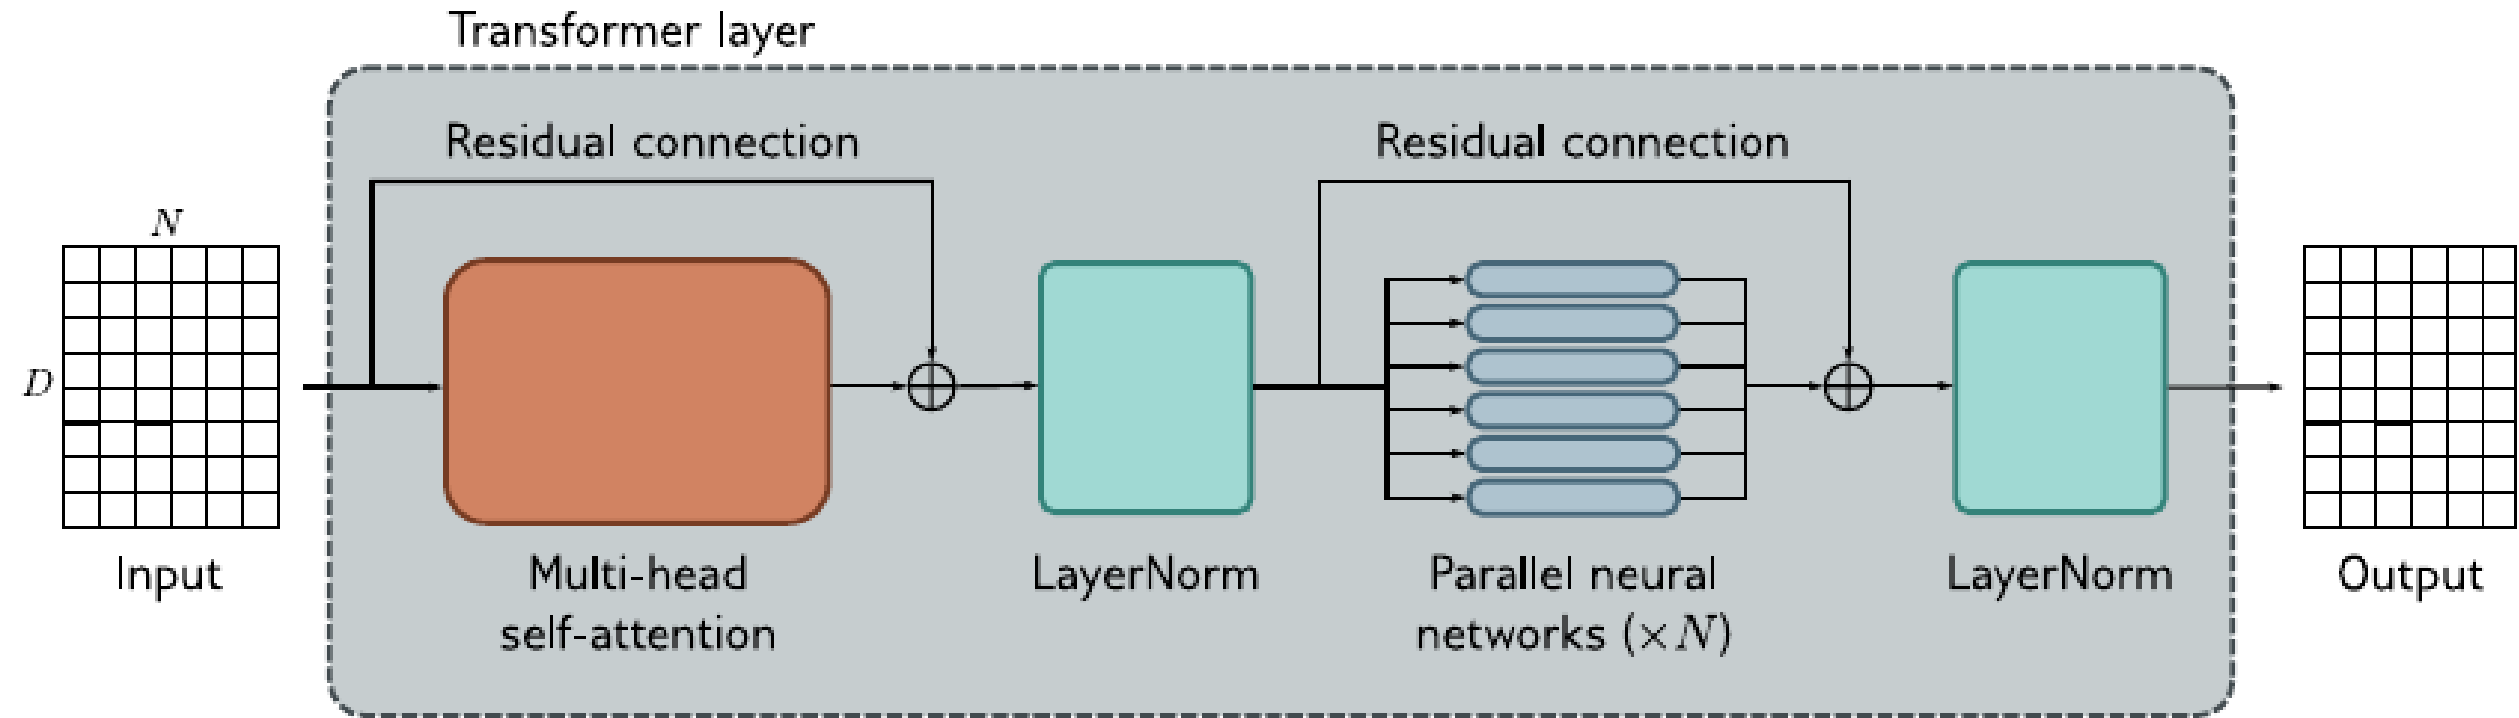 Transformer layer
Residual connection
Residual connection
N
D
Input
Multi-head
self-attention
LayerNorm
Parallel neural
networks (×N)
LayerNorm
Output